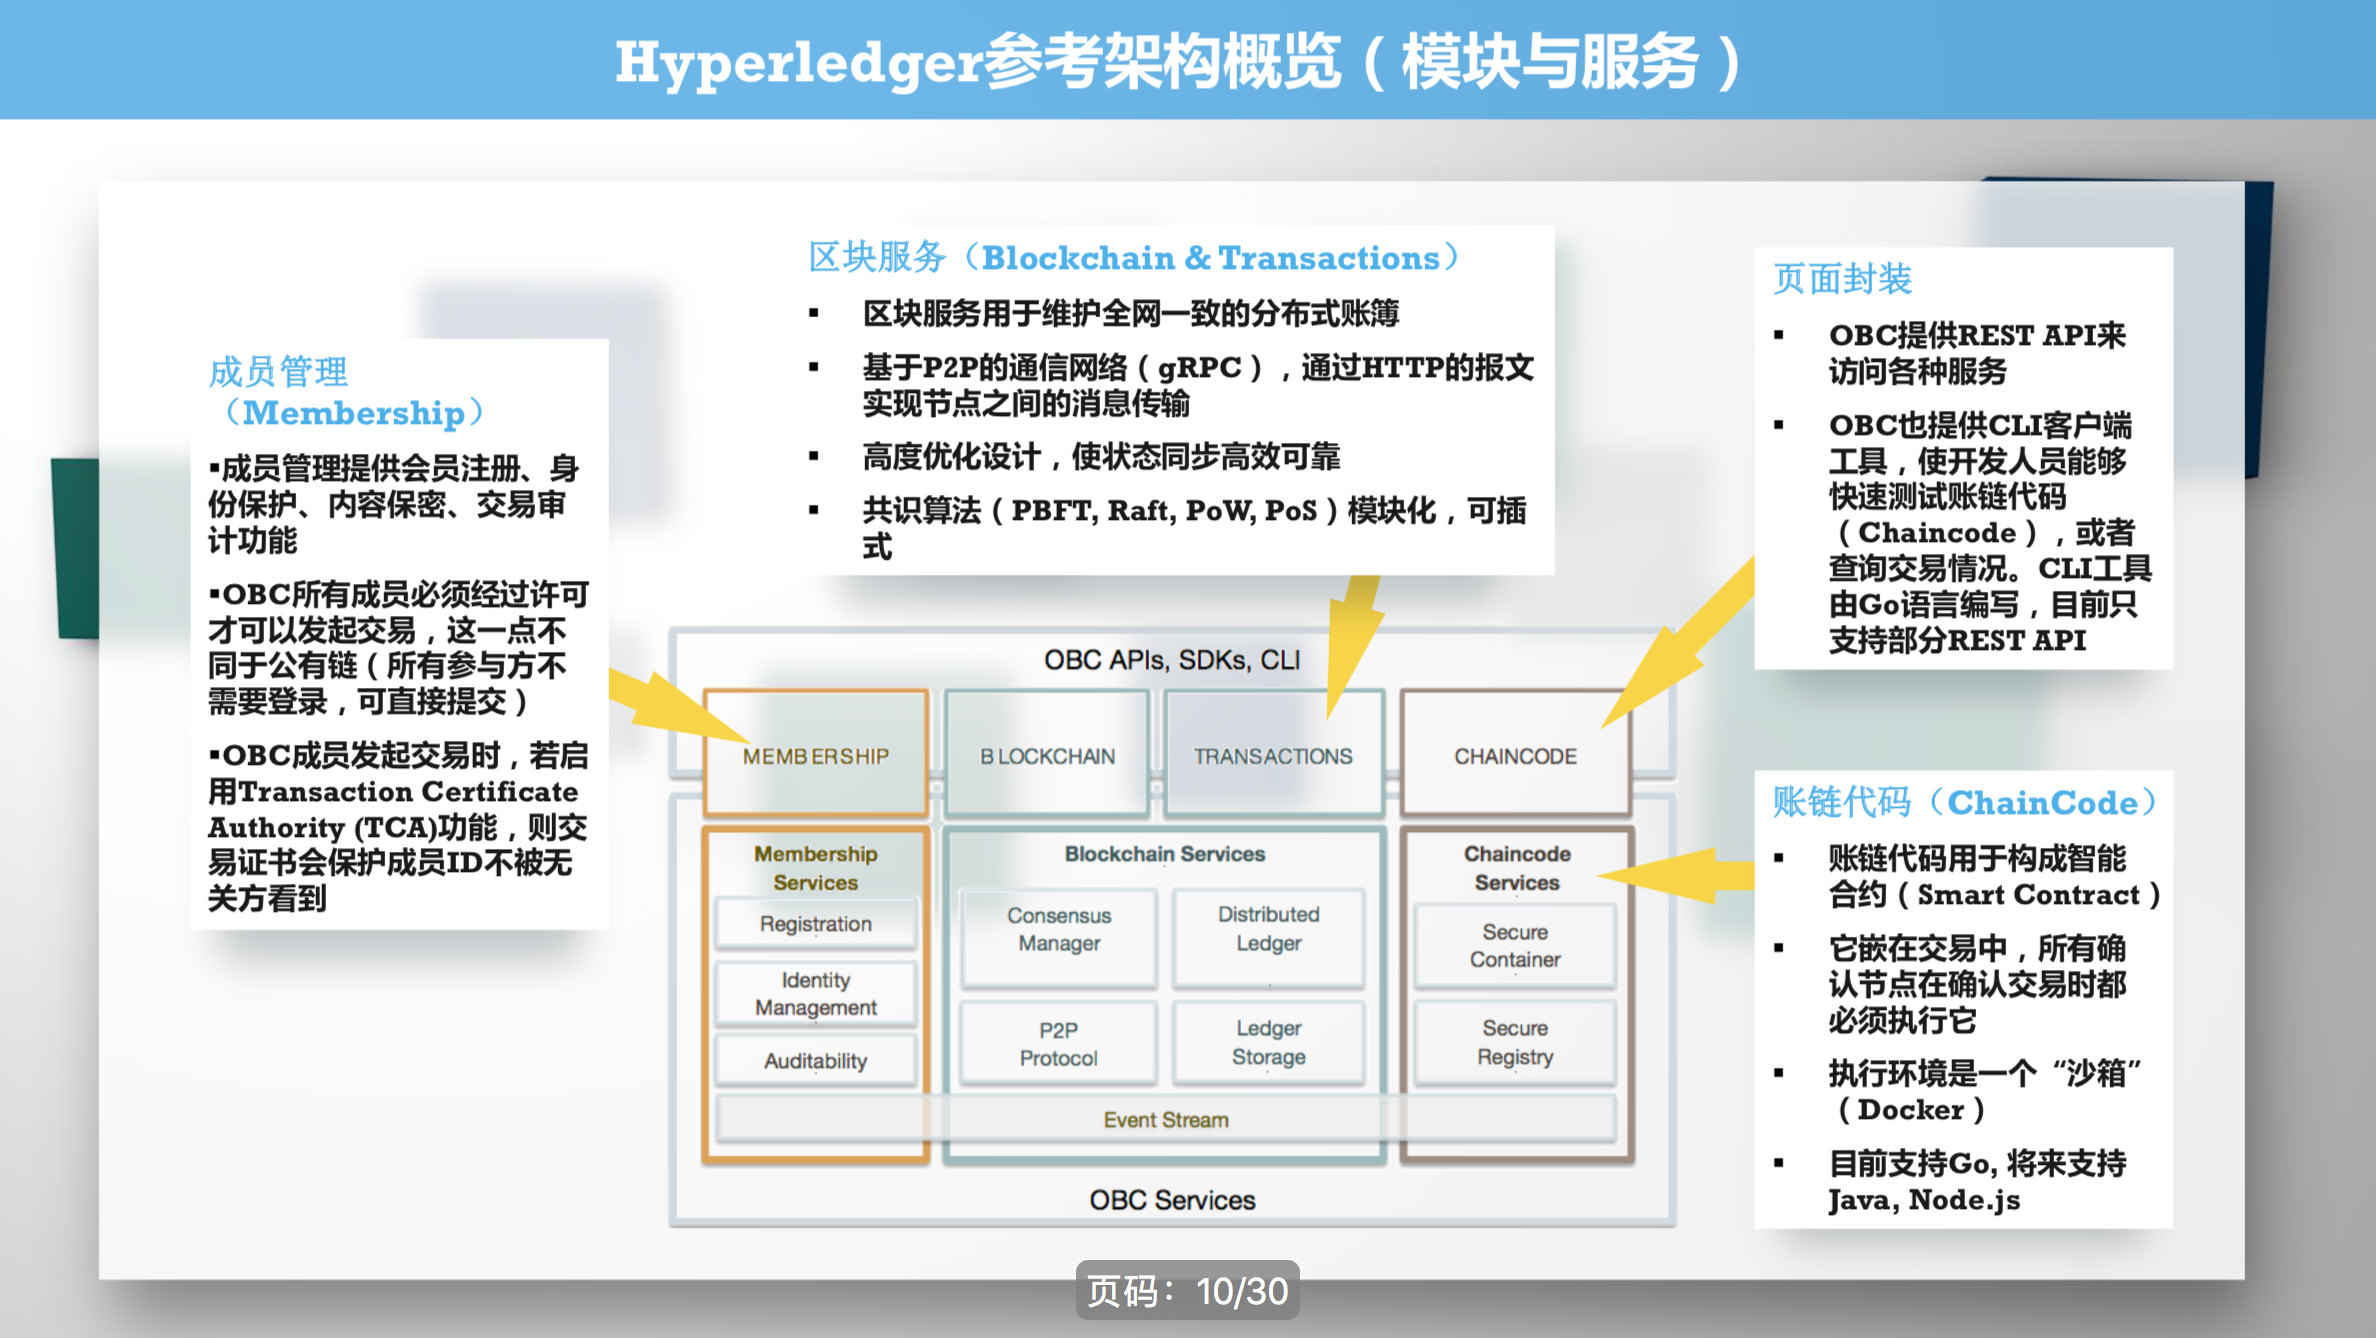 Hyperledger参考架构概览（模块与服务）
成员管理
（Membership）
▪成员管理提供会员注册、身
份保护、内容保密、交易审
计功能
▪OBC所有成员必须经过许可
才可以发起交易，这一点不
同于公有链（所有参与方不
需要登录，可直接提交）
▪OBC成员发起交易时，若启
用Transaction Certificate
Authority (TCA)功能，则交
易证书会保护成员ID不被无
关方看到
区块服务（Blockchain & Transactions）
▪ 区块服务用于维护全网一致的分布式账簿
▪ 基于P2P的通信网络（gRPC），通过HTTP的报文
实现节点之间的消息传输
▪ 高度优化设计，使状态同步高效可靠
▪ 共识算法（PBFT, Raft, PoW, PoS）模块化，可插
式
页面封装
▪ OBC提供REST API来
访问各种服务
▪ OBC也提供CLI客户端
工具，使开发人员能够
快速测试账链代码
（Chaincode），或者
查询交易情况。CLI工具
由Go语言编写，目前只
支持部分REST API
账链代码（ChainCode）
▪ 账链代码用于构成智能
合约（Smart Contract）
▪ 它嵌在交易中，所有确
认节点在确认交易时都
必须执行它
▪ 执行环境是一个“沙箱”
（Docker）
▪ 目前支持Go, 将来支持
Java, Node.js
OBC APIs, SDKs, CLI
MEMBERSHIP
BLOCKCHAIN
TRANSACTIONS
CHAINCODE
Membership
Services
Registration
Identity
Management
Auditability
Blockchain Services
Consensus
Manager
Distributed
Ledger
P2P
Protocol
Ledger
Storage
Chaincode
Services
Secure
Container
Secure
Registry
Event Stream
OBC Services
页码：10/30